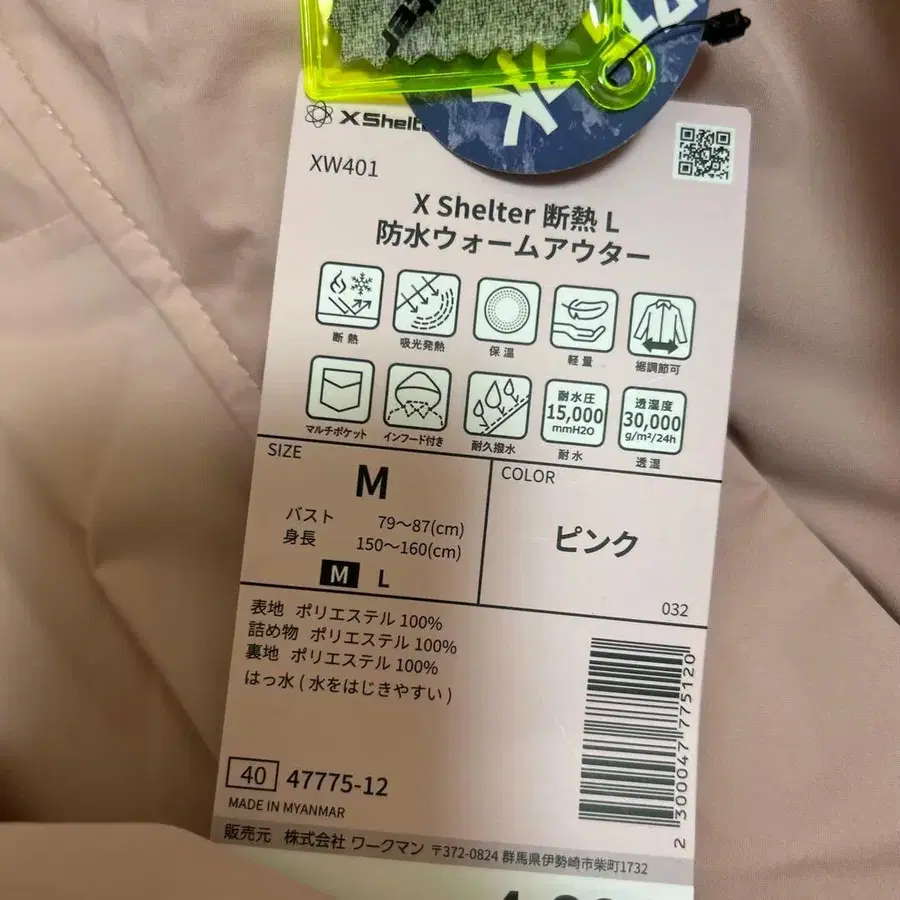 XShelt
XW401
X Shelter 断熱 L
防水ウォームアウター
断熱
吸光発熱
保温
軽量
裾調節可
耐水圧
15,000
mmH2O
透湿度
30,000
g/m²/24h
マルチポケット
インフード付き
耐久撥水
耐水
透湿
SIZE
M
バスト 79～87(cm)
身長 150～160(cm)
M L
COLOR
ピンク
032
表地 ポリエステル 100%
詰め物 ポリエステル 100%
裏地 ポリエステル 100%
はっ水 ( 水をはじきやすい )
2 300047 775120
40 47775-12
MADE IN MYANMAR
販売元 株式会社 ワークマン 〒372-0824 群馬県伊勢崎市柴町1732